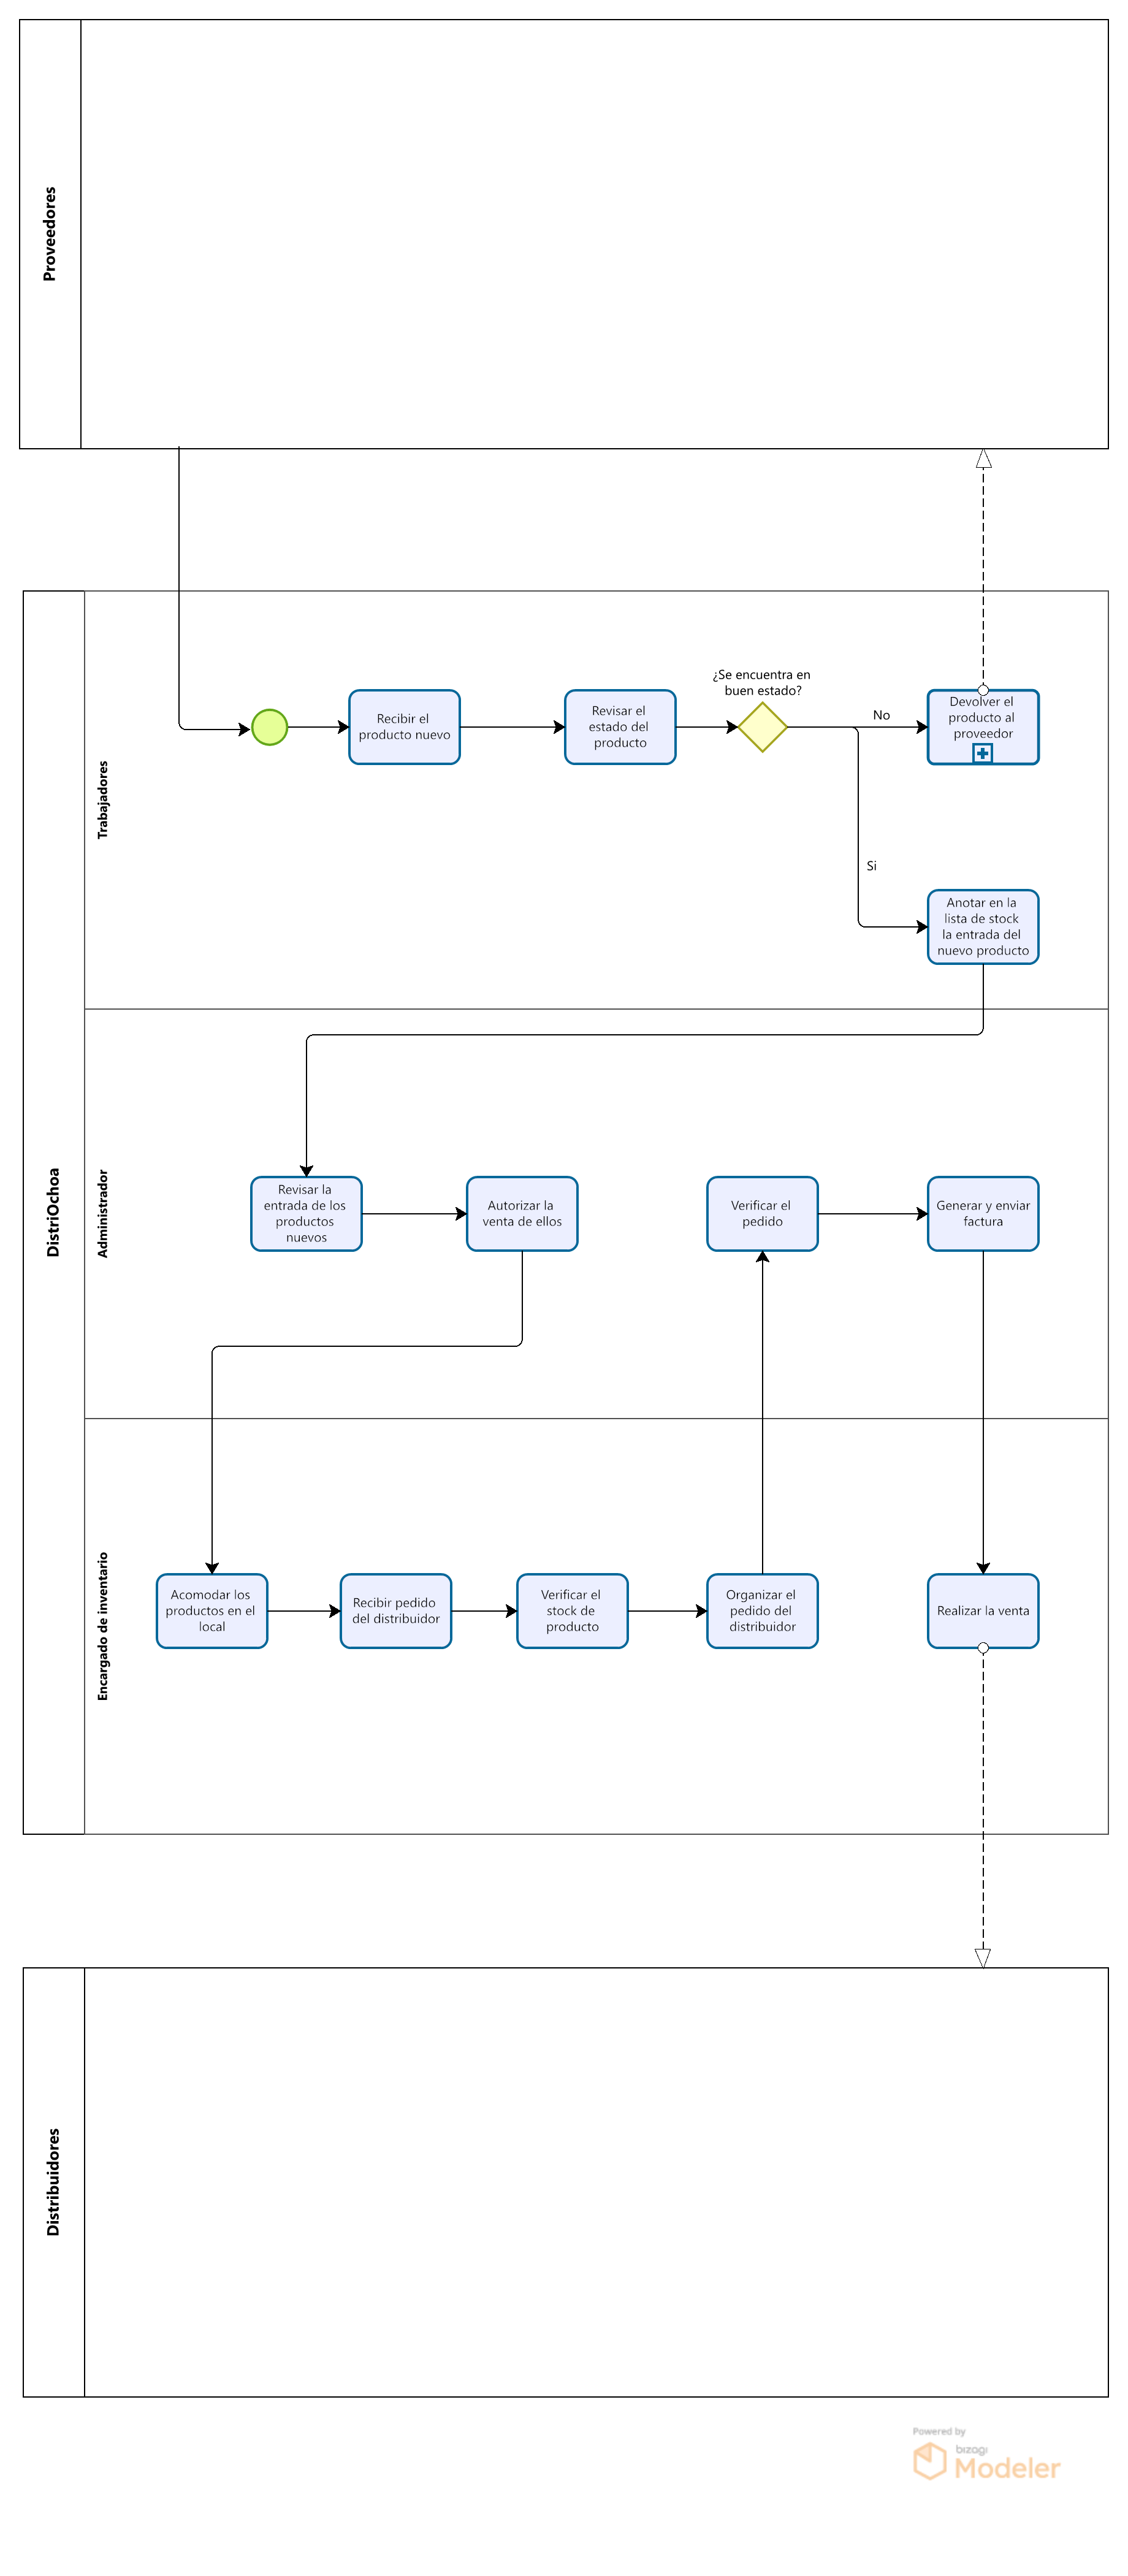 Proveedores
DistriOchoa
Trabajadores
Recibir el
producto nuevo
Revisar el
estado del
producto
¿Se encuentra en
buen estado?
No
Devolver el
producto al
proveedor
Si
Anotar en la
lista de stock
la entrada del
nuevo producto
Administrador
Revisar la
entrada de los
productos
nuevos
Autorizar la
venta de ellos
Verificar el
pedido
Generar y enviar
factura
Encargado de inventario
Acomodar los
productos en el
local
Recibir pedido
del distribuidor
Verificar el
stock de
producto
Organizar el
pedido del
distribuidor
Realizar la venta
Distribuidores
Powered by
bizagi
Modeler